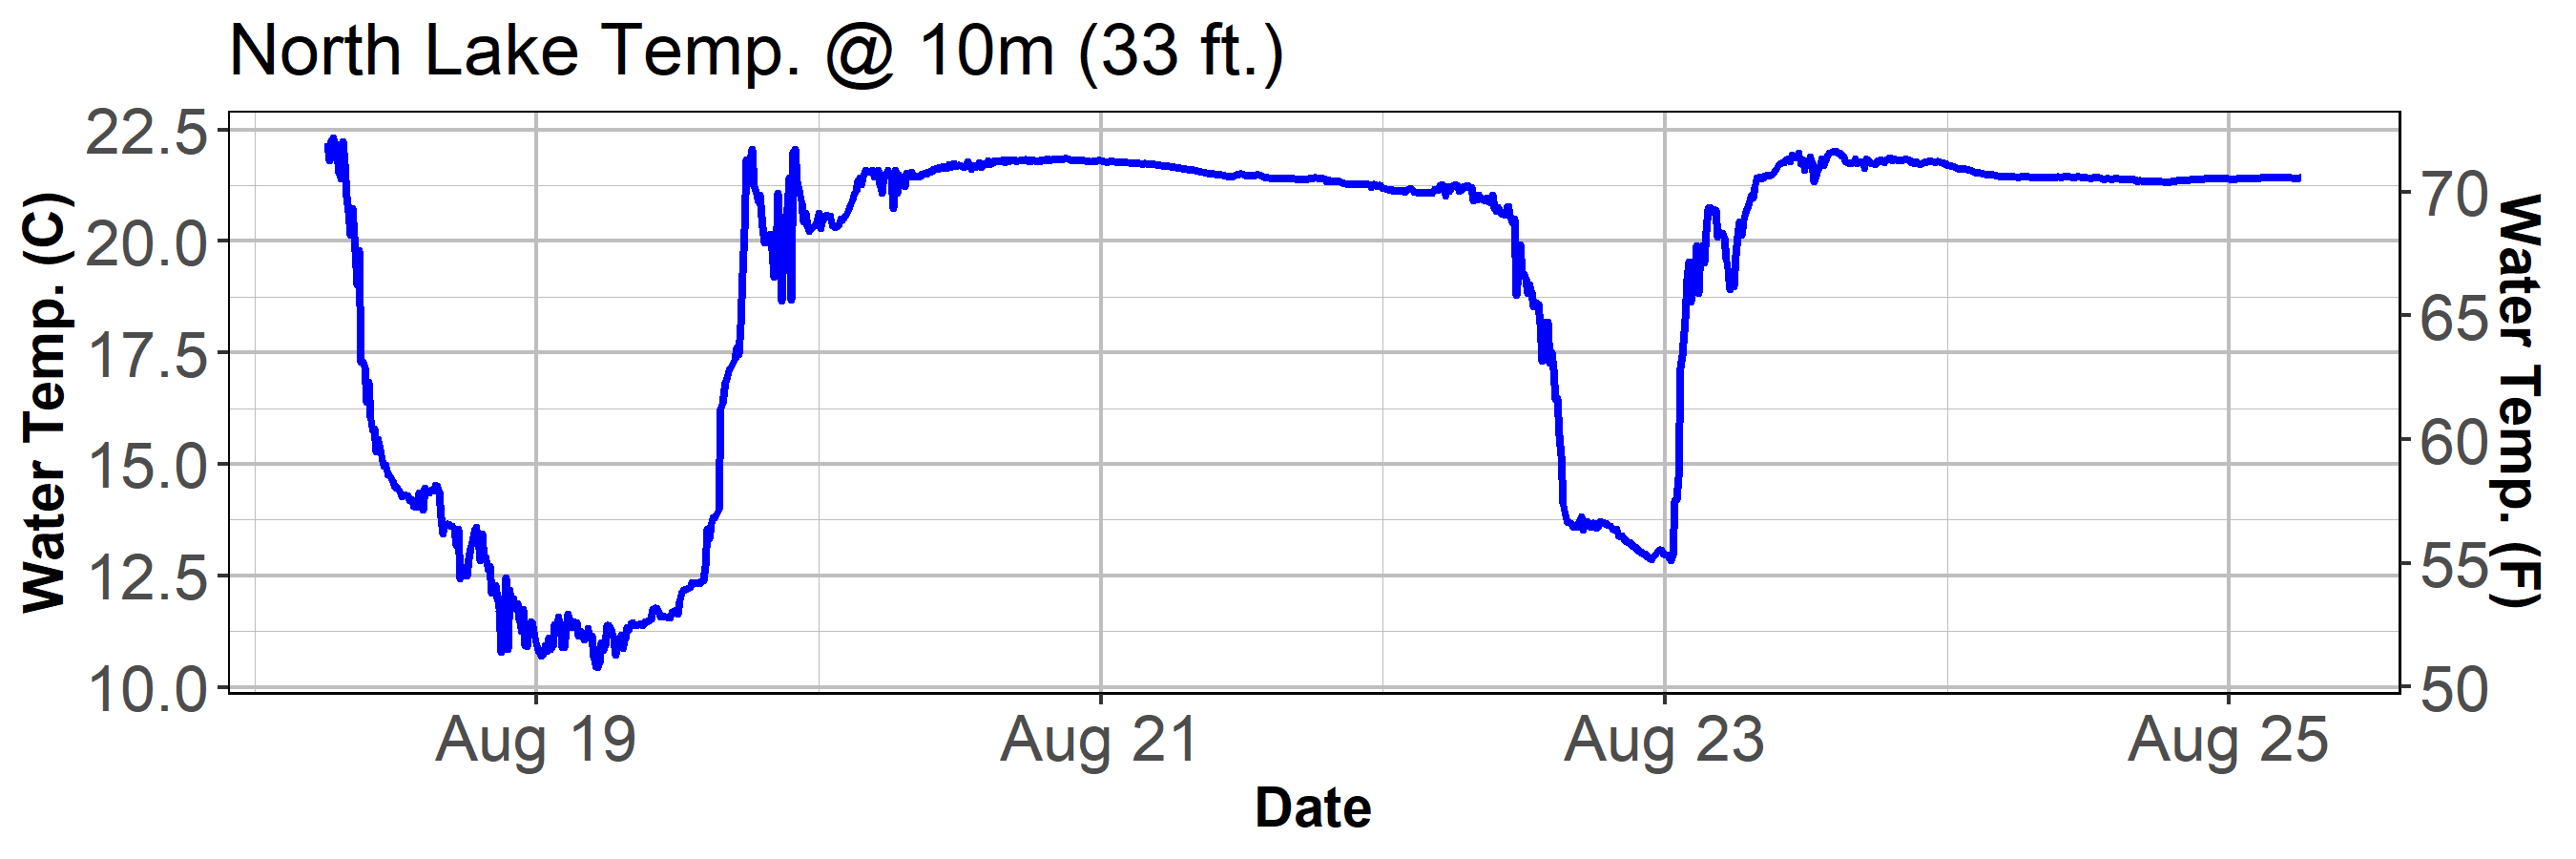 North Lake Temp. @ 10m (33 ft.)
Water Temp. (C)
22.5
20.0
17.5
15.0
12.5
10.0
70
65
60
55
50
Water Temp. (F)
Aug 19 Aug 21 Aug 23 Aug 25
Date